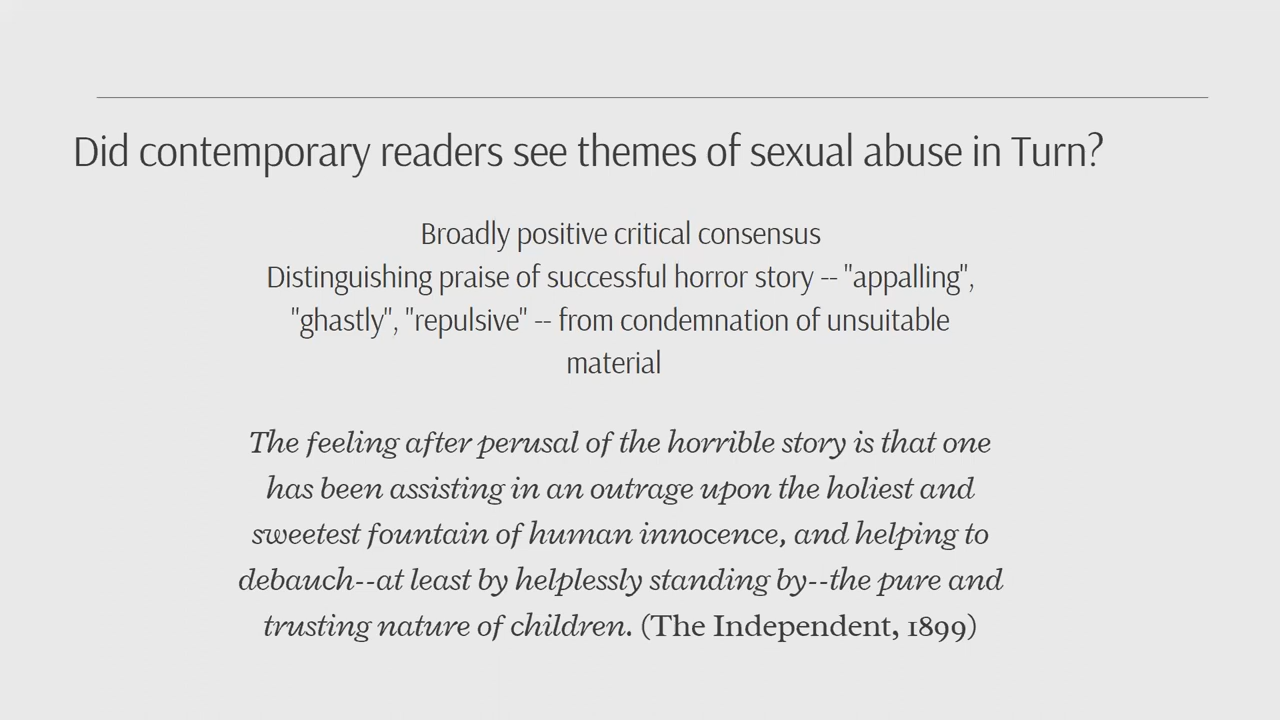 Did contemporary readers see themes of sexual abuse in Turn?
Broadly positive critical consensus
Distinguishing praise of successful horror story -- "appalling",
"ghastly", "repulsive" -- from condemnation of unsuitable
material
The feeling after perusal of the horrible story is that one
has been assisting in an outrage upon the holiest and
sweetest fountain of human innocence, and helping to
debauch--at least by helplessly standing by--the pure and
trusting nature of children. (The Independent, 1899)